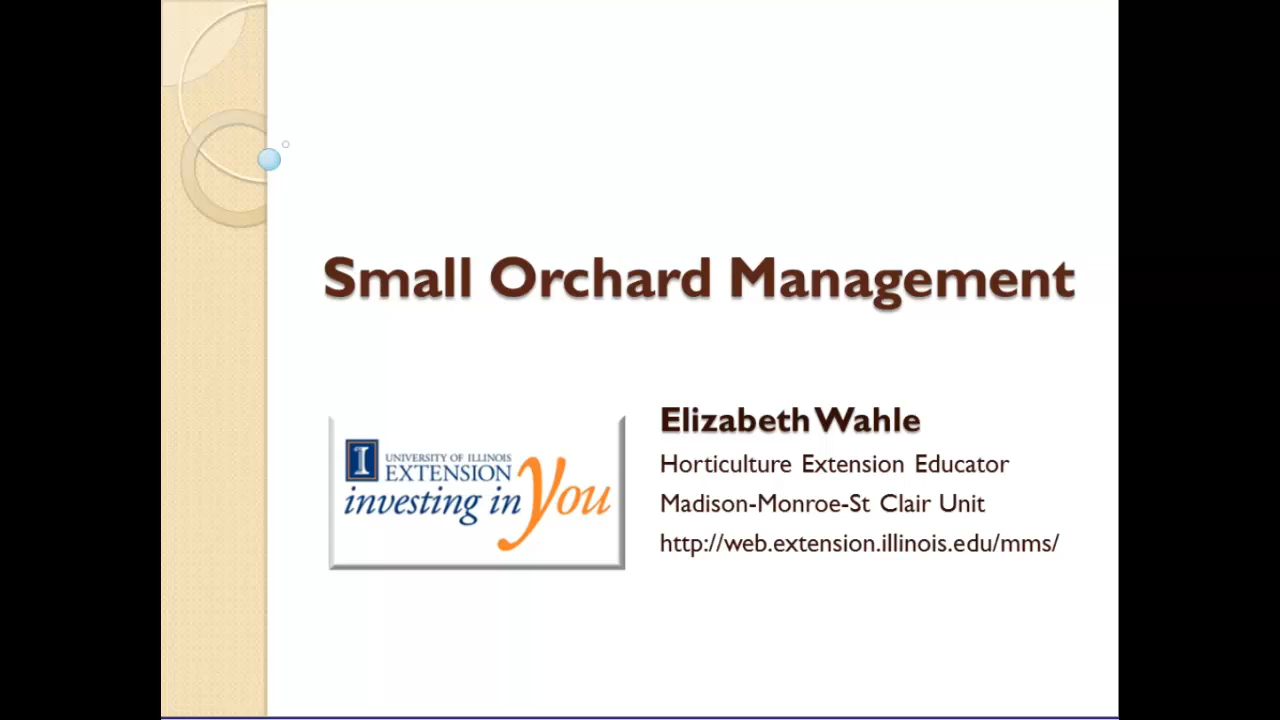 Small Orchard Management
Elizabeth Wahle
Horticulture Extension Educator
Madison-Monroe-St Clair Unit
http://web.extension.illinois.edu/mms/
I
UNIVERSITY OF ILLINOIS
EXTENSION
investing in you